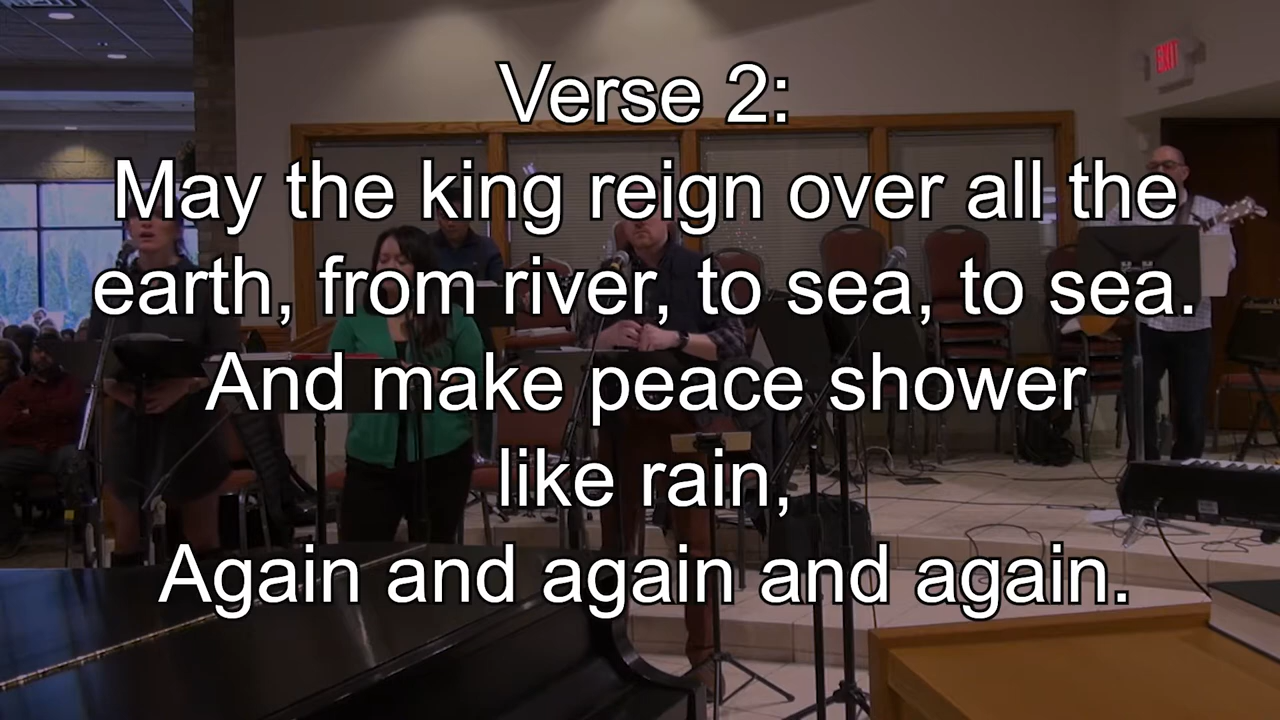 EXIT
Verse 2:
May the king reign over all the
earth, from river, to sea, to sea.
And make peace shower
like rain,
Again and again and again.